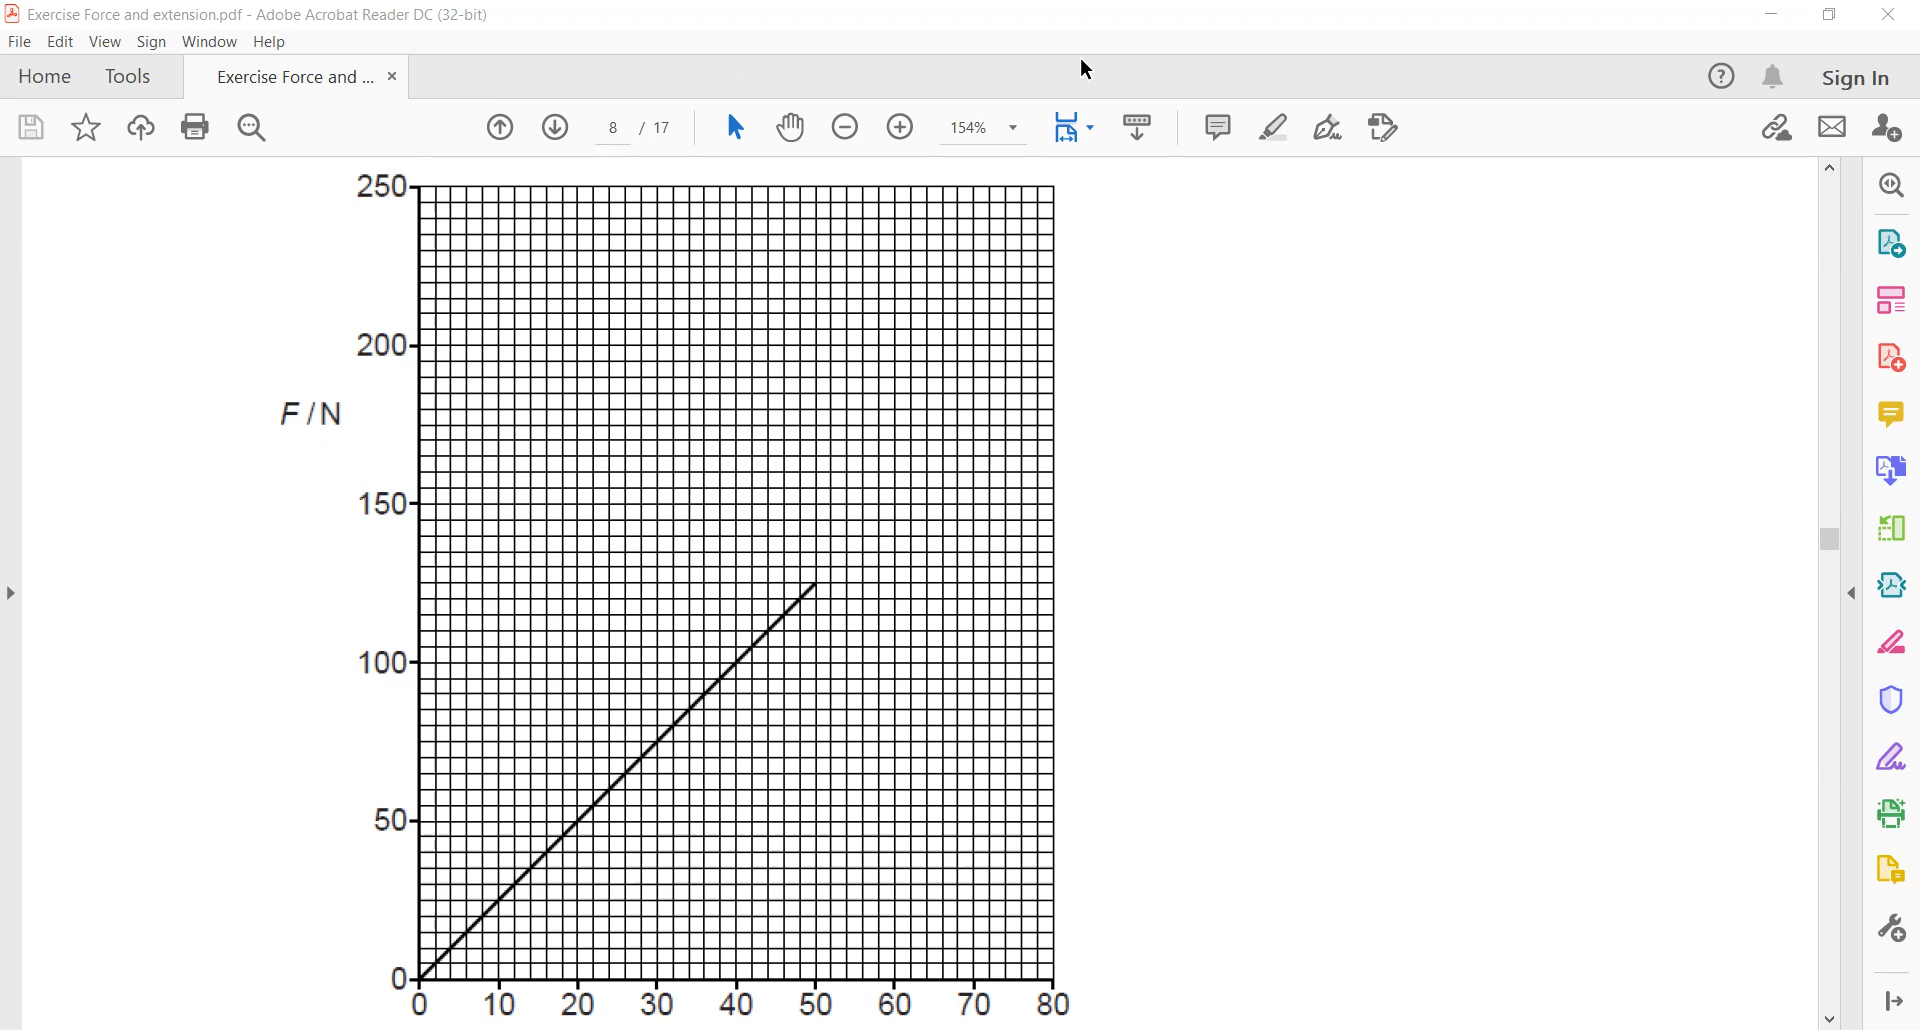 Exercise Force and extension.pdf - Adobe Acrobat Reader DC (32-bit)
File Edit View Sign Window Help
Home Tools Exercise Force and ... × Sign In
8 / 17 154%
250
200
F/N
150
100
50
0
0 10 20 30 40 50 60 70 80